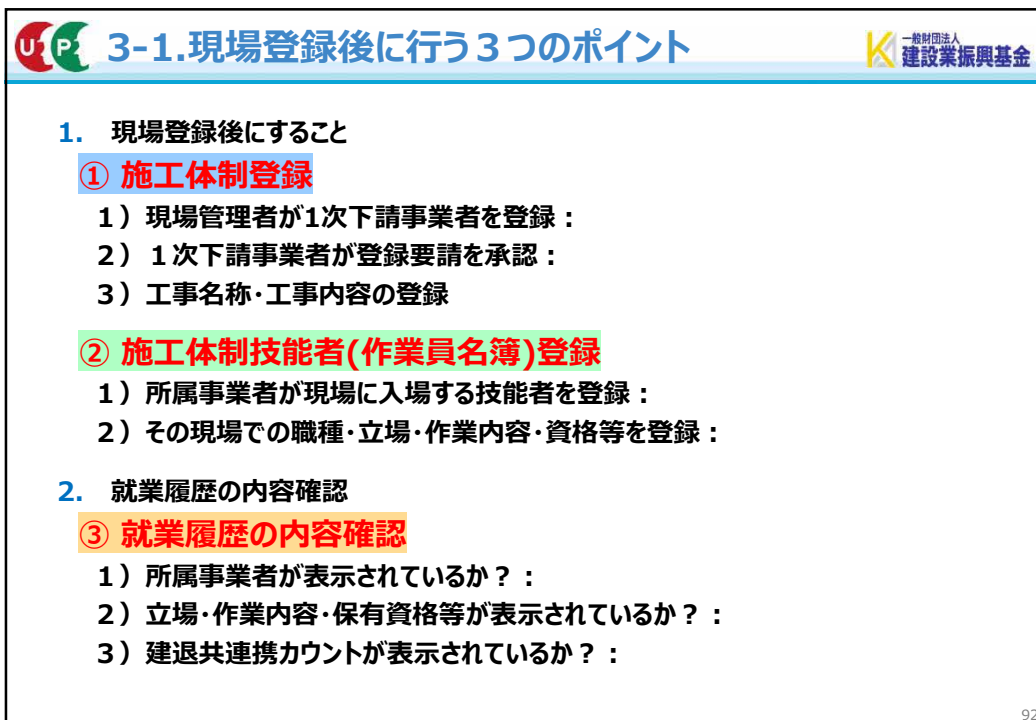 3-1.現場登録後に行う３つのポイント
一般財団法人
建設業振興基金
1. 現場登録後にすること
① 施工体制登録
１）現場管理者が1次下請事業者を登録：
２）１次下請事業者が登録要請を承認：
３）工事名称･工事内容の登録
② 施工体制技能者(作業員名簿)登録
１）所属事業者が現場に入場する技能者を登録：
２）その現場での職種･立場･作業内容･資格等を登録：
2. 就業履歴の内容確認
③ 就業履歴の内容確認
１）所属事業者が表示されているか？：
２）立場･作業内容･保有資格等が表示されているか？：
３）建退共連携カウントが表示されているか？：
92